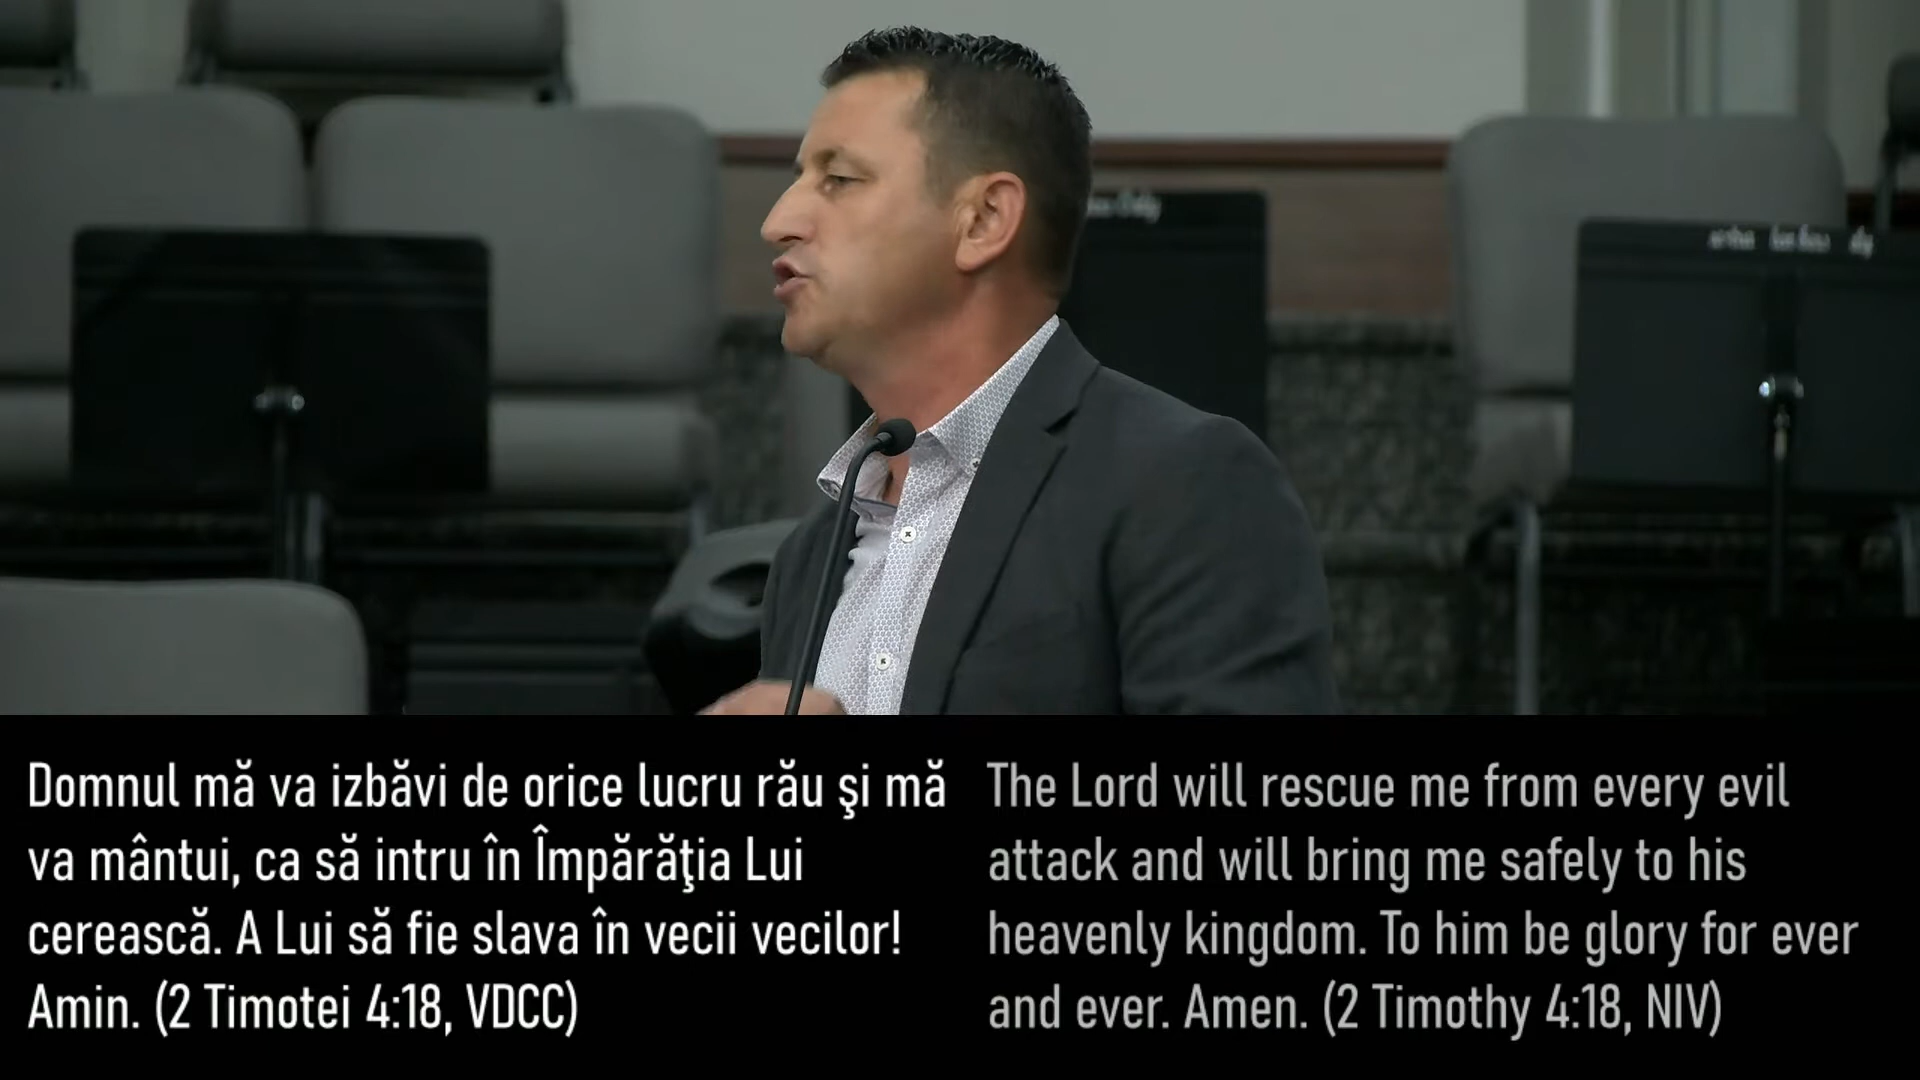 Domnul mă va izbăvi de orice lucru rău şi mă
va mântui, ca să intru în Împărăţia Lui
cerească. A Lui să fie slava în vecii vecilor!
Amin. (2 Timotei 4:18, VDCC)
The Lord will rescue me from every evil
attack and will bring me safely to his
heavenly kingdom. To him be glory for ever
and ever. Amen. (2 Timothy 4:18, NIV)